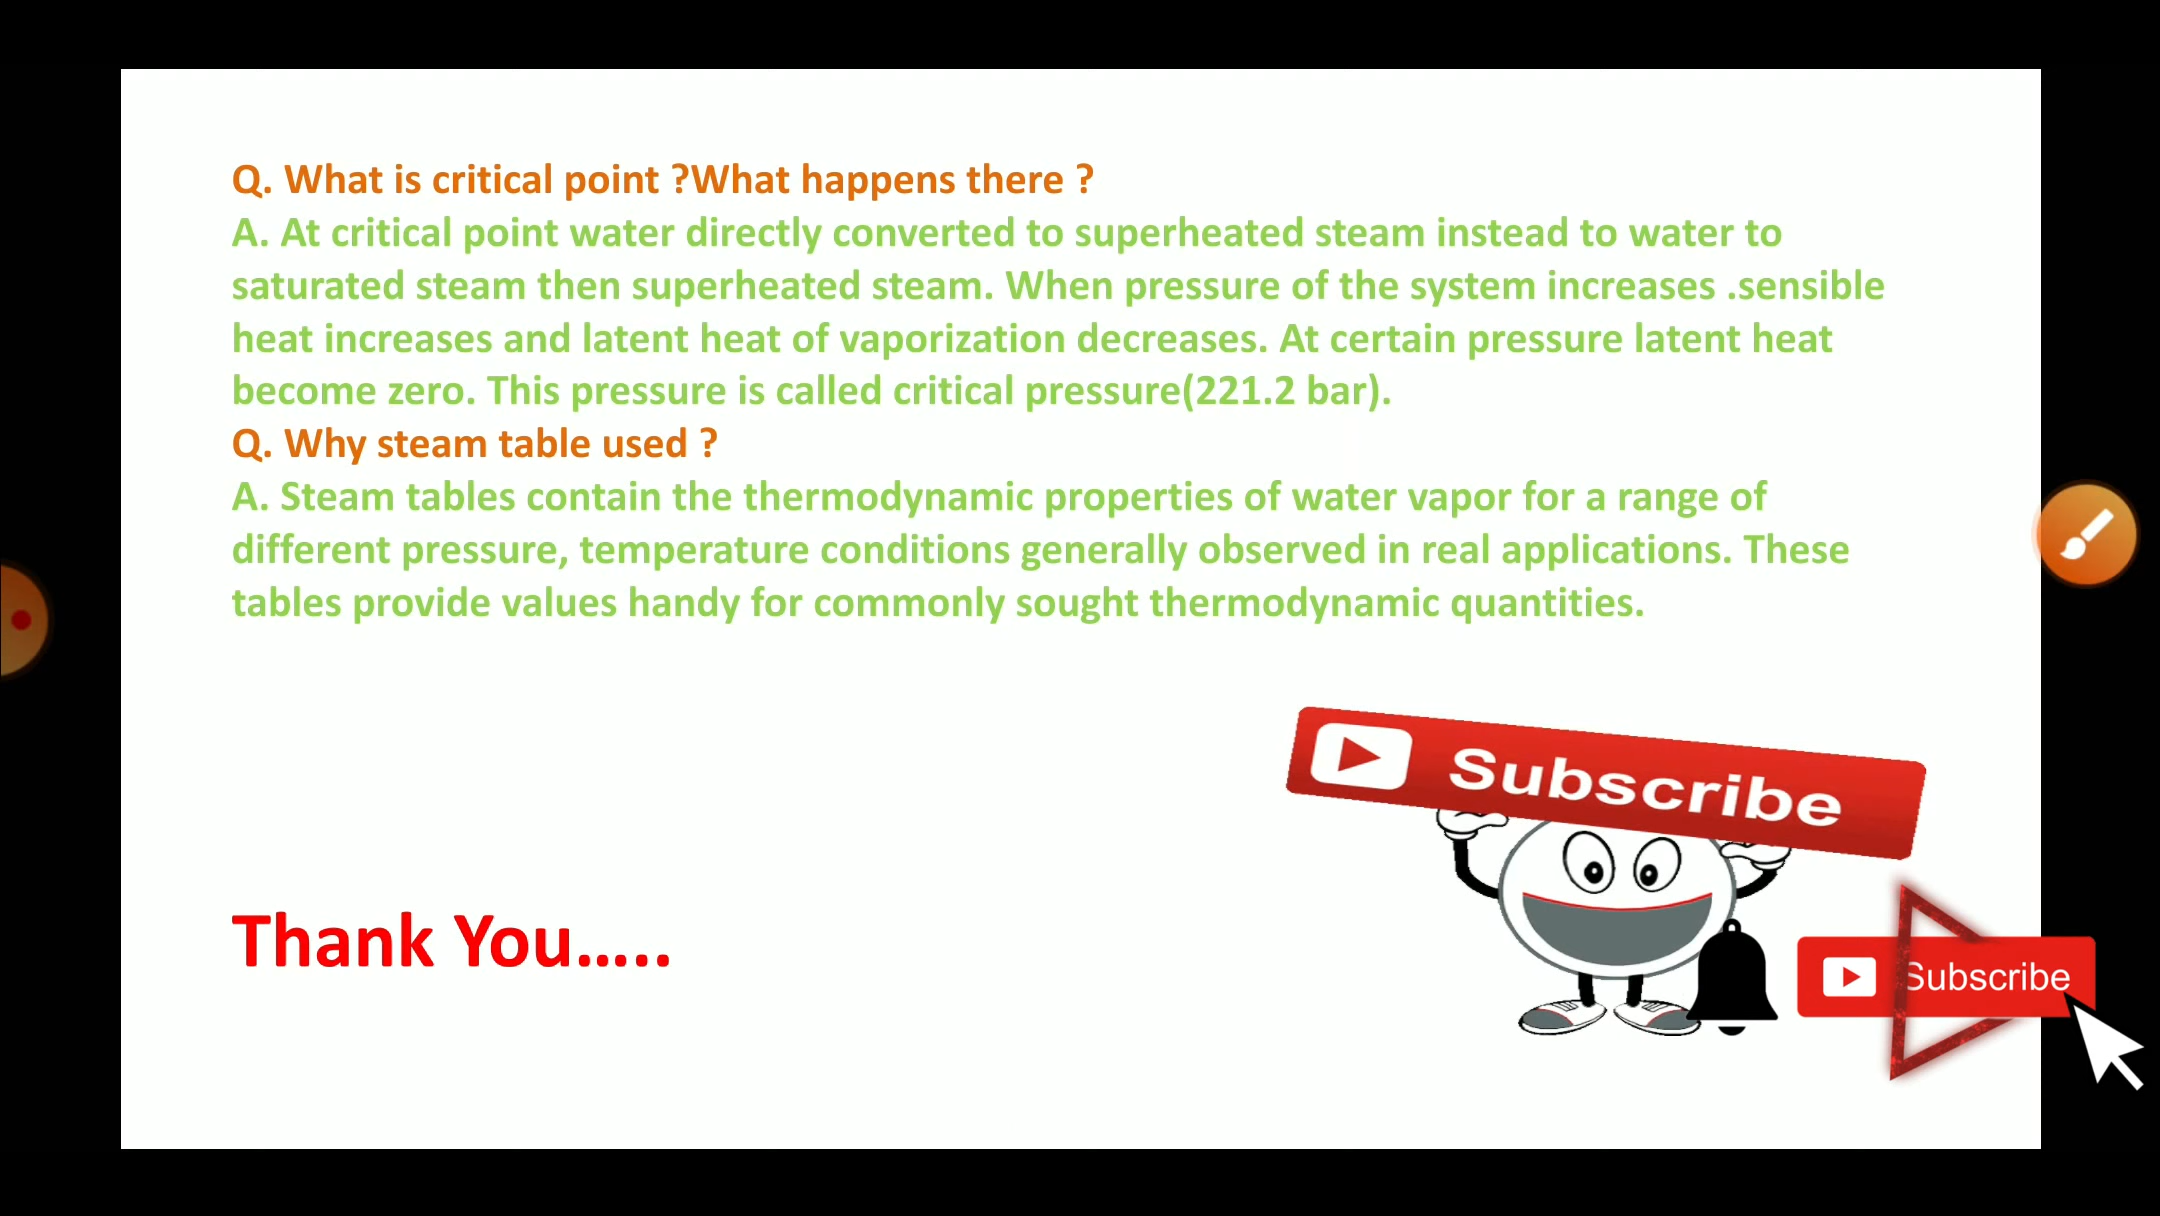 Q. What is critical point ?What happens there ?
A. At critical point water directly converted to superheated steam instead to water to
saturated steam then superheated steam. When pressure of the system increases .sensible
heat increases and latent heat of vaporization decreases. At certain pressure latent heat
become zero. This pressure is called critical pressure(221.2 bar).
Q. Why steam table used ?
A. Steam tables contain the thermodynamic properties of water vapor for a range of
different pressure, temperature conditions generally observed in real applications. These
tables provide values handy for commonly sought thermodynamic quantities.
Subscribe
Thank You…..
Subscribe